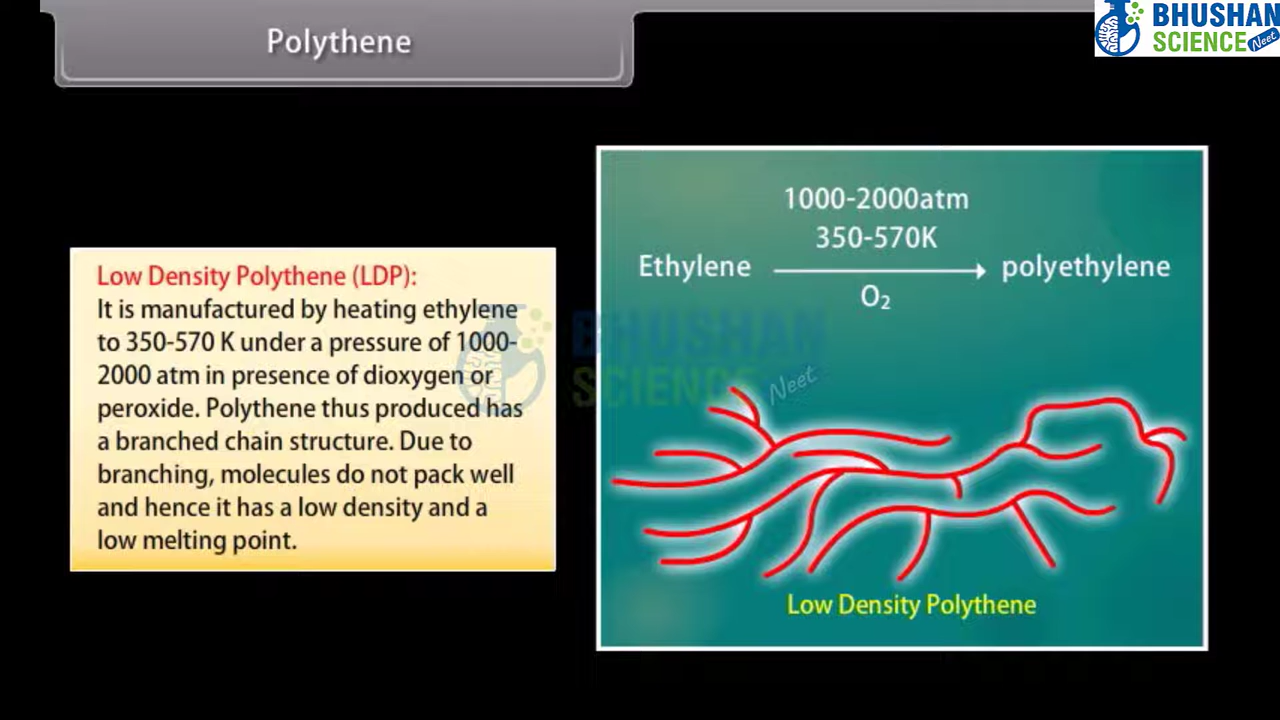 Polythene
BHUSHAN
SCIENCE Neet
Low Density Polythene (LDP):
It is manufactured by heating ethylene
to 350-570 K under a pressure of 1000-
2000 atm in presence of dioxygen or
peroxide. Polythene thus produced has
a branched chain structure. Due to
branching, molecules do not pack well
and hence it has a low density and a
low melting point.
1000-2000atm
350-570K
Ethylene polyethylene
O₂
BHUSHAN
SCIENCE Neet
Low Density Polythene